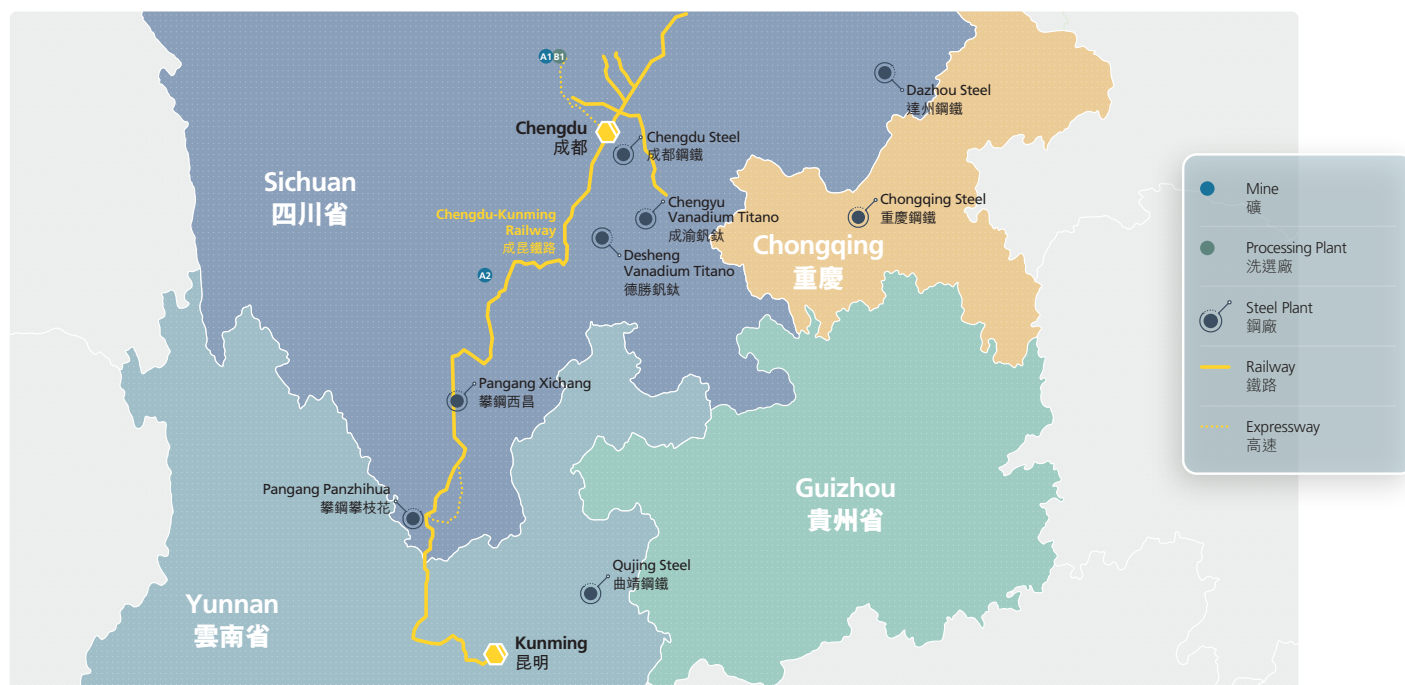 A1 B1
Dazhou Steel
達州鋼鐵
Chengdu
成都
Chengdu Steel
成都鋼鐵
Sichuan
四川省
Chengdu-Kunming
Railway
成昆鐵路
Chengyu
Vanadium Titano
成渝釩鈦
Chongqing Steel
重慶鋼鐵
Chongqing
重慶
Desheng
Vanadium Titano
德勝釩鈦
A2
Pangang Xichang
攀鋼西昌
Pangang Panzhihua
攀鋼攀枝花
Guizhou
貴州省
Qujing Steel
曲靖鋼鐵
Yunnan
雲南省
Kunming
昆明
Mine
礦
Processing Plant
洗選廠
Steel Plant
鋼廠
Railway
鐵路
Expressway
高速